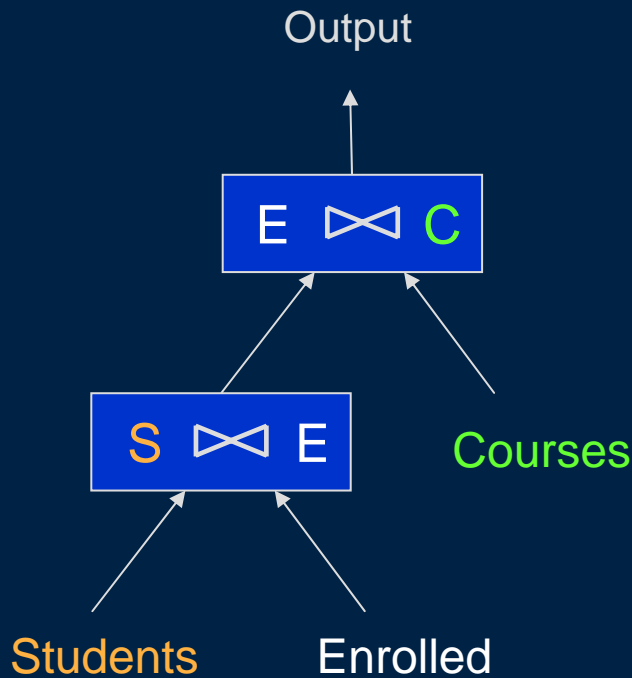 Output
E ⋈ C
S ⋈ E
Courses
Students
Enrolled